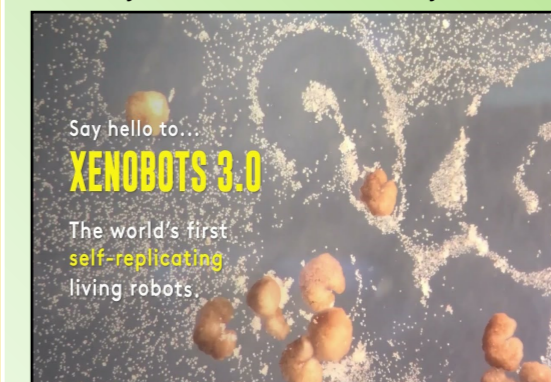 Say hello to...
XENOBOTS 3.0
The world's first
self-replicating
living robots.